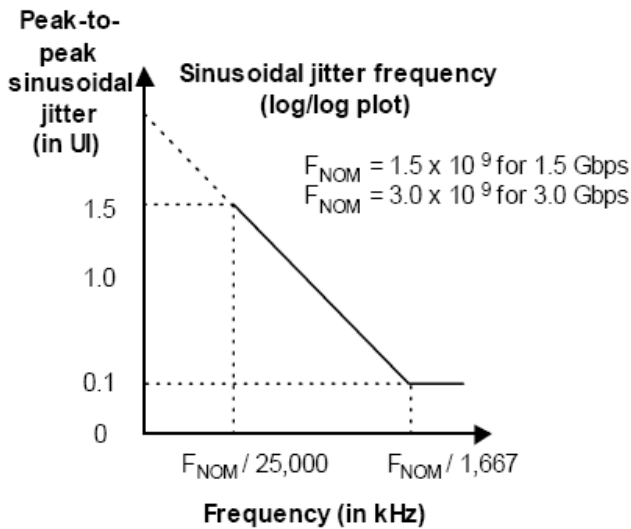 Peak-to-
peak
sinusoidal
jitter
(in UI)
Sinusoidal jitter frequency
(log/log plot)
F_NOM = 1.5 x 10^9 for 1.5 Gbps
F_NOM = 3.0 x 10^9 for 3.0 Gbps
1.5
1.0
0.1
0
F_NOM / 25,000
F_NOM / 1,667
Frequency (in kHz)